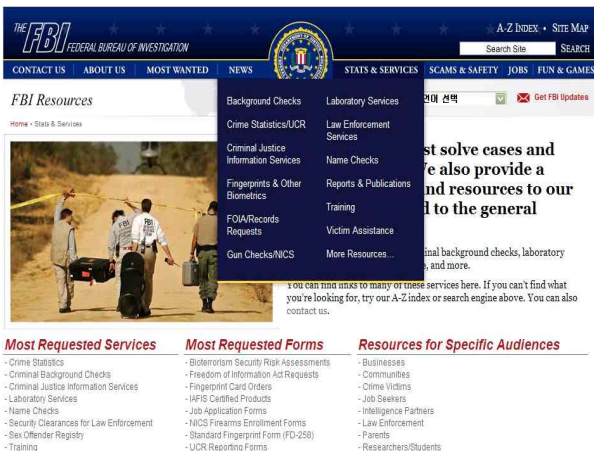 THE
FBI FEDERAL BUREAU OF INVESTIGATION
A-Z INDEX • SITE MAP
Search Site SEARCH
CONTACT US ABOUT US MOST WANTED NEWS STATS & SERVICES SCAMS & SAFETY JOBS FUN & GAMES
FBI Resources
언어 선택
Get FBI Updates
Home • Stats & Services
Background Checks
Crime Statistics/UCR
Criminal Justice
Information Services
Fingerprints & Other
Biometrics
FOIA/Records
Requests
Gun Checks/NICS
Laboratory Services
Law Enforcement
Services
Name Checks
Reports & Publications
Training
Victim Assistance
More Resources...
st solve cases and
e also provide a
nd resources to our
to the general
inal background checks, laboratory
, and more.
You can find links to many of these services here. If you can't find what
you're looking for, try our A-Z index or search engine above. You can also
contact us.
FBI
FBI
Most Requested Services
- Crime Statistics
- Criminal Background Checks
- Criminal Justice Information Services
- Laboratory Services
- Name Checks
- Security Clearances for Law Enforcement
- Sex Offender Registry
- Training
Most Requested Forms
- Bioterrorism Security Risk Assessments
- Freedom of Information Act Requests
- Fingerprint Card Orders
- IAFIS Certified Products
- Job Application Forms
- NICS Firearms Enrollment Forms
- Standard Fingerprint Form (FD-258)
- UCR Reporting Forms
Resources for Specific Audiences
- Businesses
- Communities
- Crime Victims
- Job Seekers
- Intelligence Partners
- Law Enforcement
- Parents
- Researchers/Students